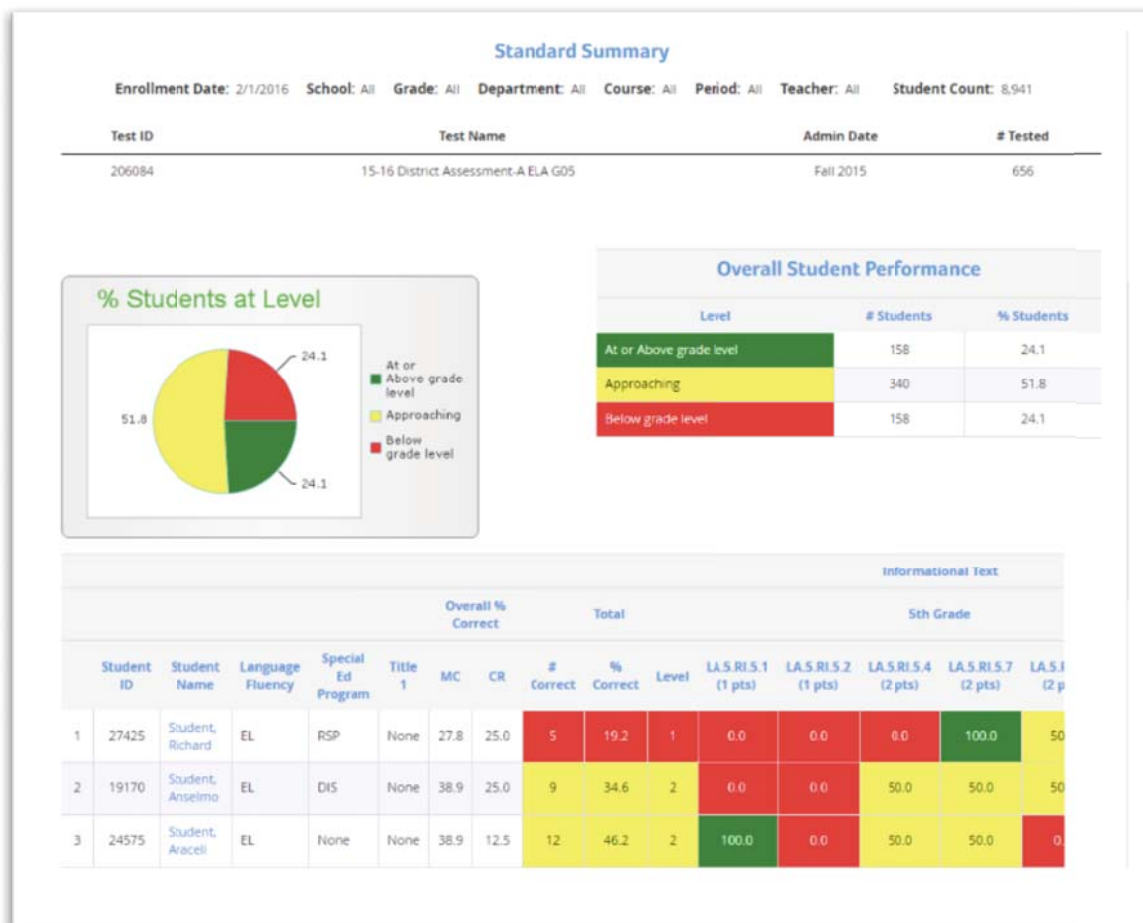 Standard Summary
Enrollment Date: 2/1/2016 School: All Grade: All Department: All Course: All Period: All Teacher: All Student Count: 8,941
Test ID Test Name Admin Date # Tested
206084 15-16 District Assessment-A ELA G05 Fall 2015 656
% Students at Level
24.1
51.8
24.1
At or
Above grade
level
Approaching
Below
grade level
Overall Student Performance
Level # Students % Students
At or Above grade level 158 24.1
Approaching 340 51.8
Below grade level 158 24.1
Informational Text
Overall % Correct Total 5th Grade
Student ID Student Name Language Fluency Special Ed Program Title 1 MC CR # Correct % Correct Level LA.5.RI.5.1 (1 pts) LA.5.RI.5.2 (1 pts) LA.5.RI.5.4 (2 pts) LA.5.RI.5.7 (2 pts)
1 27425 Student, Richard EL RSP None 27.8 25.0 5 19.2 1 0.0 0.0 0.0 100.0 50
2 19170 Student, Anselmo EL DIS None 38.9 25.0 9 34.6 2 0.0 0.0 50.0 50.0 50
3 24575 Student, Araceli EL None None 38.9 12.5 12 46.2 2 100.0 0.0 50.0 50.0 0.